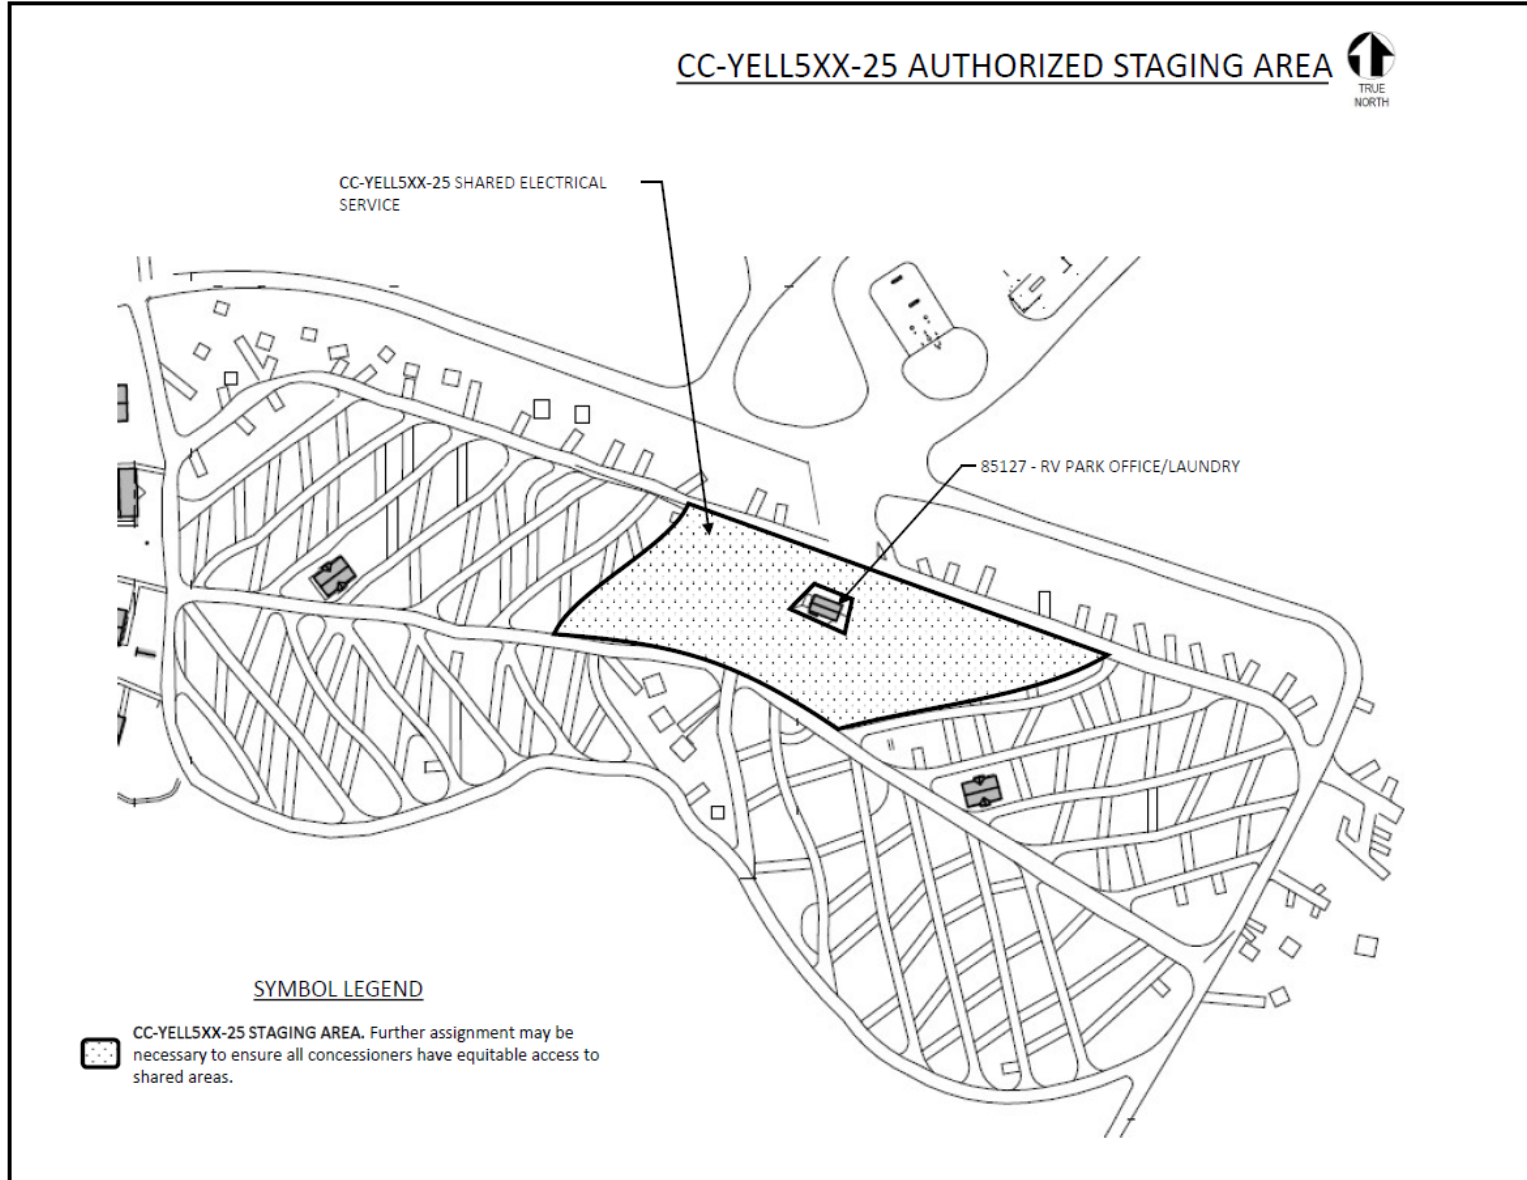 CC-YELL5XX-25 AUTHORIZED STAGING AREA
TRUE
NORTH
CC-YELL5XX-25 SHARED ELECTRICAL
SERVICE
85127 - RV PARK OFFICE/LAUNDRY
SYMBOL LEGEND
CC-YELL5XX-25 STAGING AREA. Further assignment may be
necessary to ensure all concessioners have equitable access to
shared areas.